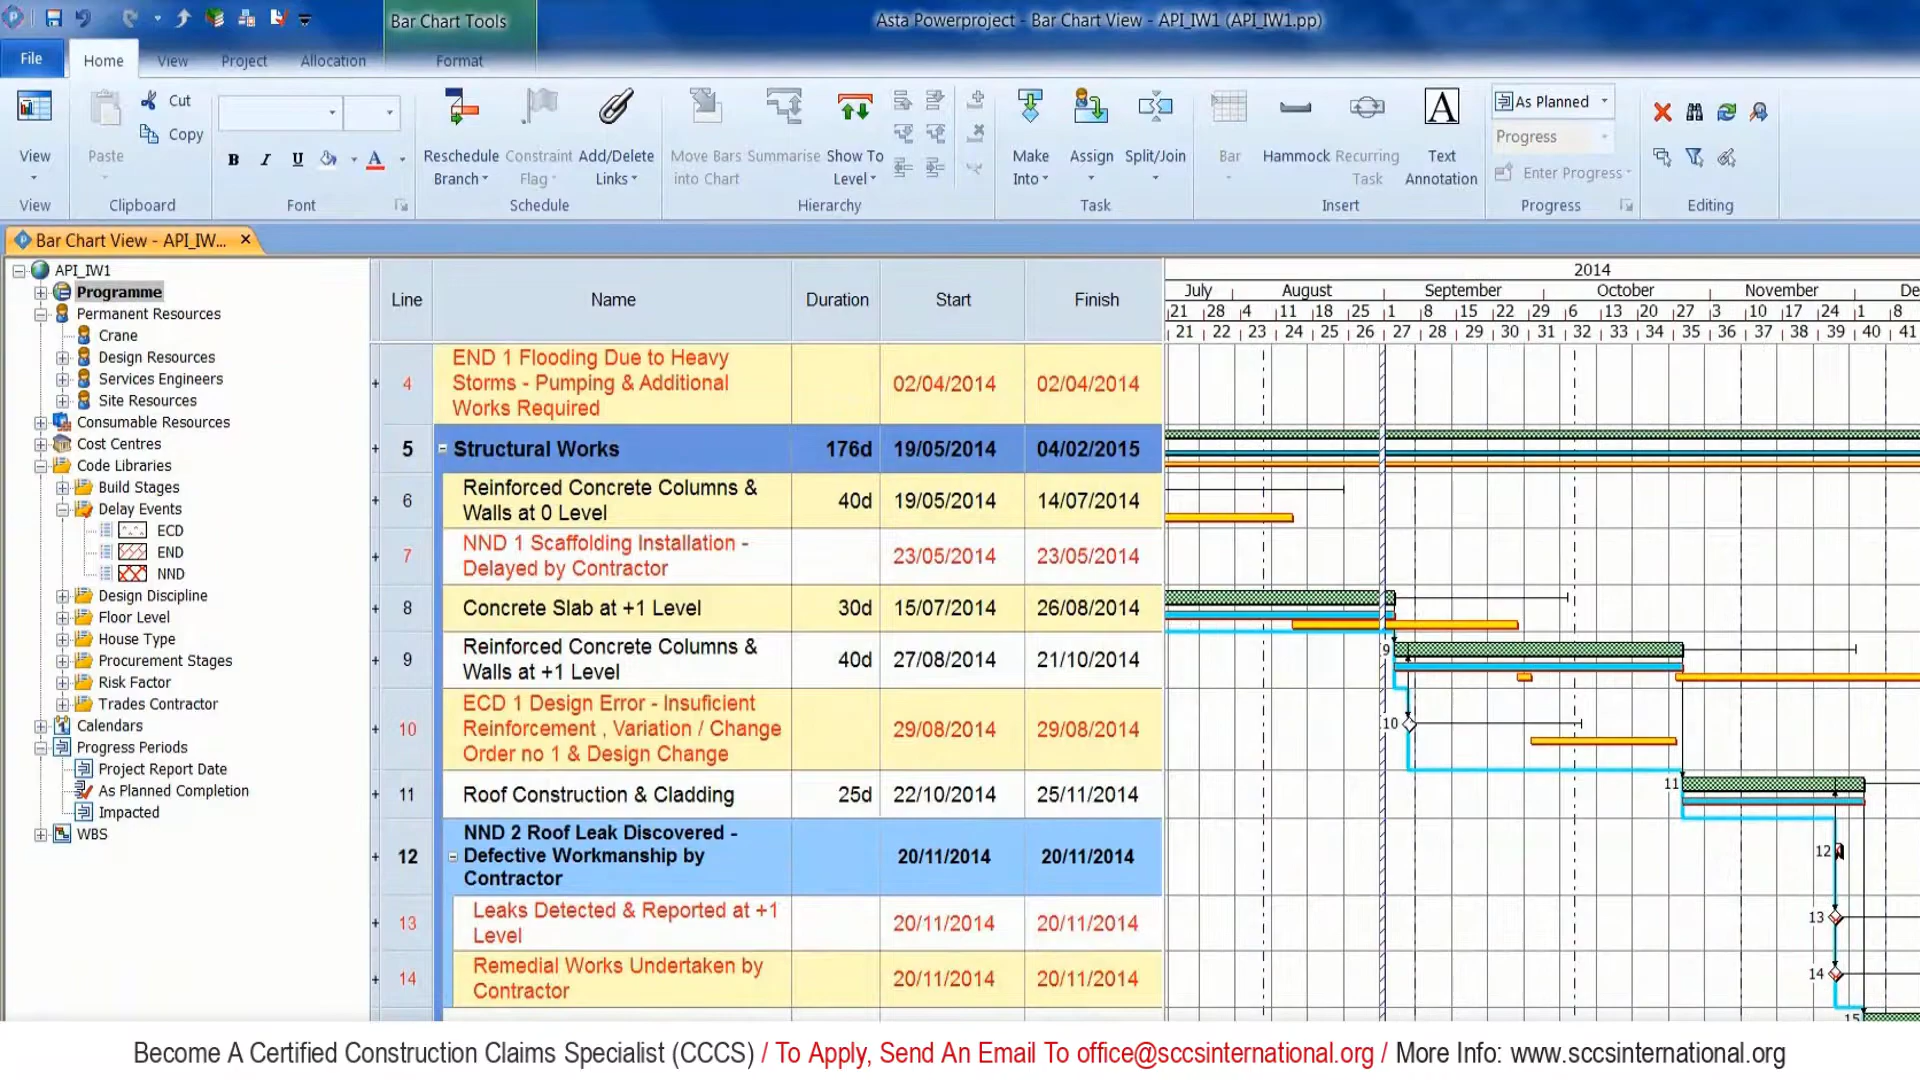 Bar Chart Tools
Asta Powerproject - Bar Chart View - API_IW1 (API_IW1.pp)
File
Home
View
Project
Allocation
Format
View
View
Paste
Cut
Copy
Clipboard
B I U A
Font
Reschedule Branch
Constraint Flag
Add/Delete Links
Schedule
Move Bars into Chart
Summarise
Show To Level
Hierarchy
Make Into
Assign
Split/Join
Task
Bar
Hammock
Recurring Task
Text Annotation
Insert
As Planned
Progress
Enter Progress
Progress
Editing
Bar Chart View - API_IW...
API_IW1
Programme
Permanent Resources
Crane
Design Resources
Services Engineers
Site Resources
Consumable Resources
Cost Centres
Code Libraries
Build Stages
Delay Events
ECD
END
NND
Design Discipline
Floor Level
House Type
Procurement Stages
Risk Factor
Trades Contractor
Calendars
Progress Periods
Project Report Date
As Planned Completion
Impacted
WBS
Line Name Duration Start Finish
4 END 1 Flooding Due to Heavy
Storms - Pumping & Additional
Works Required
02/04/2014 02/04/2014
5 Structural Works 176d 19/05/2014 04/02/2015
6 Reinforced Concrete Columns &
Walls at 0 Level
40d 19/05/2014 14/07/2014
7 NND 1 Scaffolding Installation -
Delayed by Contractor
23/05/2014 23/05/2014
8 Concrete Slab at +1 Level 30d 15/07/2014 26/08/2014
9 Reinforced Concrete Columns &
Walls at +1 Level
40d 27/08/2014 21/10/2014
10 ECD 1 Design Error - Insuficient
Reinforcement , Variation / Change
Order no 1 & Design Change
29/08/2014 29/08/2014
11 Roof Construction & Cladding 25d 22/10/2014 25/11/2014
12 NND 2 Roof Leak Discovered -
Defective Workmanship by
Contractor
20/11/2014 20/11/2014
13 Leaks Detected & Reported at +1
Level
20/11/2014 20/11/2014
14 Remedial Works Undertaken by
Contractor
20/11/2014 20/11/2014
2014
July August September October November De
21 28 4 11 18 25 1 8 15 22 29 6 13 20 27 3 10 17 24 1 8
21 22 23 24 25 26 27 28 29 30 31 32 33 34 35 36 37 38 39 40 41
9
10
11
12
13
14
15
Become A Certified Construction Claims Specialist (CCCS) / To Apply, Send An Email To office@sccsinternational.org / More Info: www.sccsinternational.org